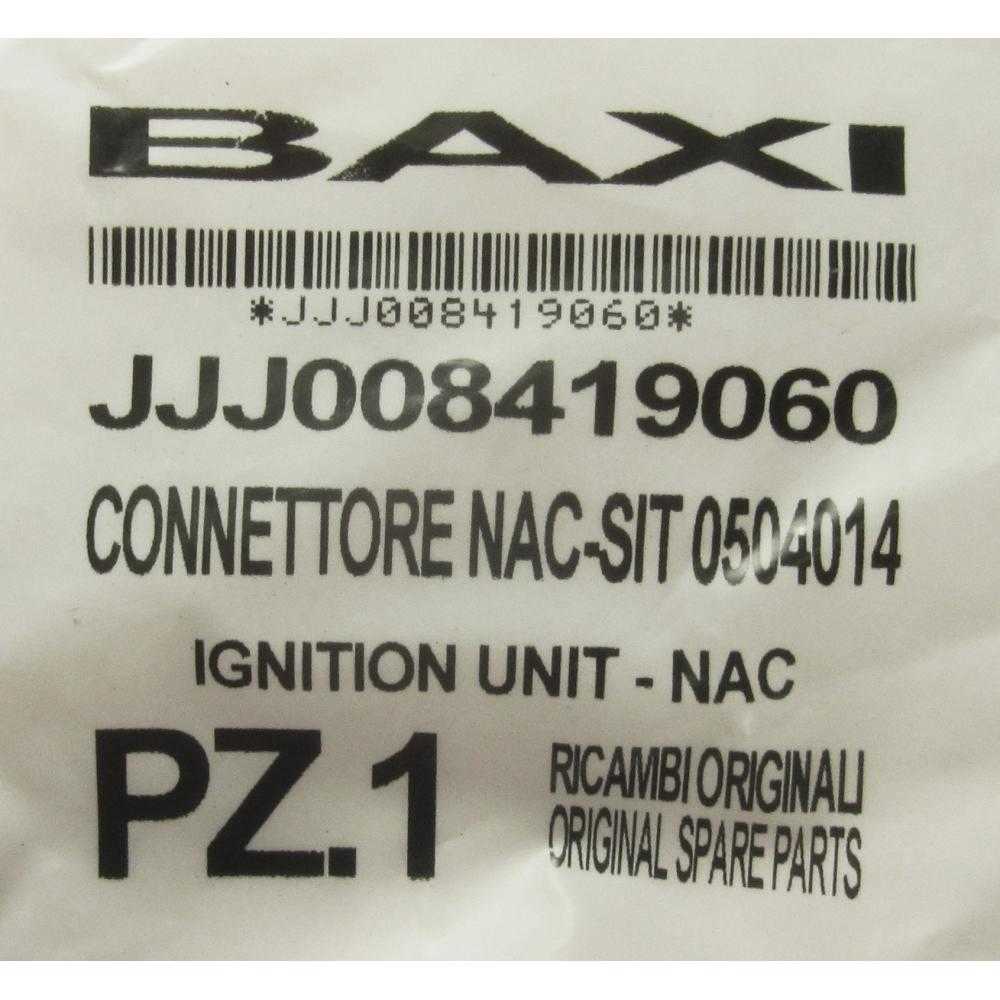 BAXI
*JJJ008419060*
JJJ008419060
CONNETTORE NAC-SIT 0504014
IGNITION UNIT - NAC
PZ.1
RICAMBI ORIGINALI
ORIGINAL SPARE PARTS